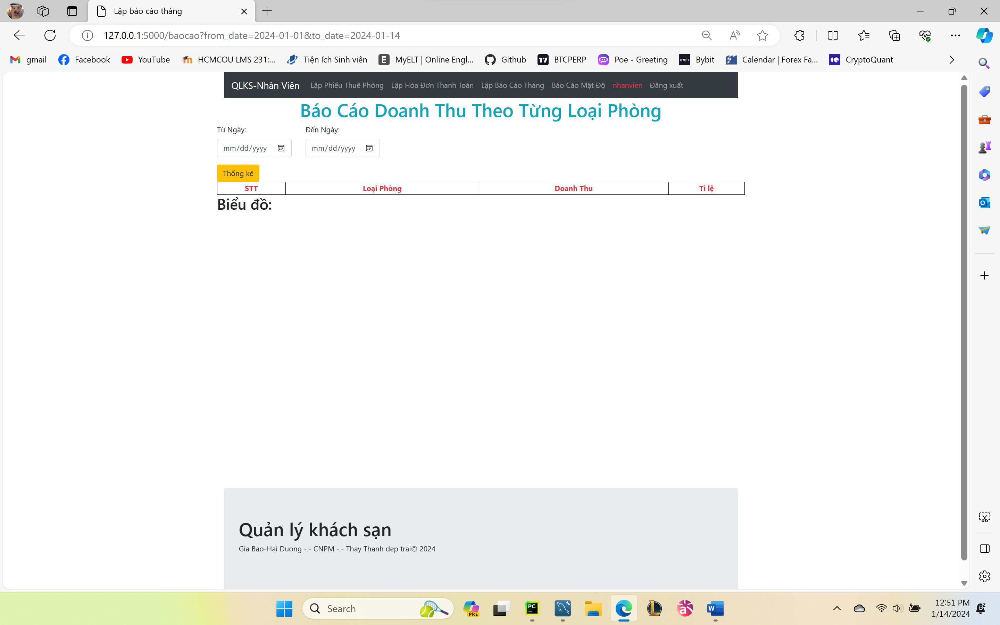 Lập báo cáo tháng
127.0.0.1:5000/baocao?from_date=2024-01-01&to_date=2024-01-14
gmail Facebook YouTube HCMCOU LMS 231:... Tiện ích Sinh viên MyELT | Online Engl... Github BTCPERP Poe - Greeting Bybit Calendar | Forex Fa... CryptoQuant
QLKS-Nhân Viên Lập Phiếu Thuê Phòng Lập Hóa Đơn Thanh Toán Lập Báo Cáo Tháng Báo Cáo Mật Độ nhanvien Đăng xuất
Báo Cáo Doanh Thu Theo Từng Loại Phòng
Từ Ngày: Đến Ngày:
mm/dd/yyyy mm/dd/yyyy
Thống kê
STT Loại Phòng Doanh Thu Tỉ lệ
Biểu đồ:
Quản lý khách sạn
Gia Bao-Hai Duong -.- CNPM -.- Thay Thanh dep trai© 2024
Search
PRE
PC
W
12:51 PM
1/14/2024